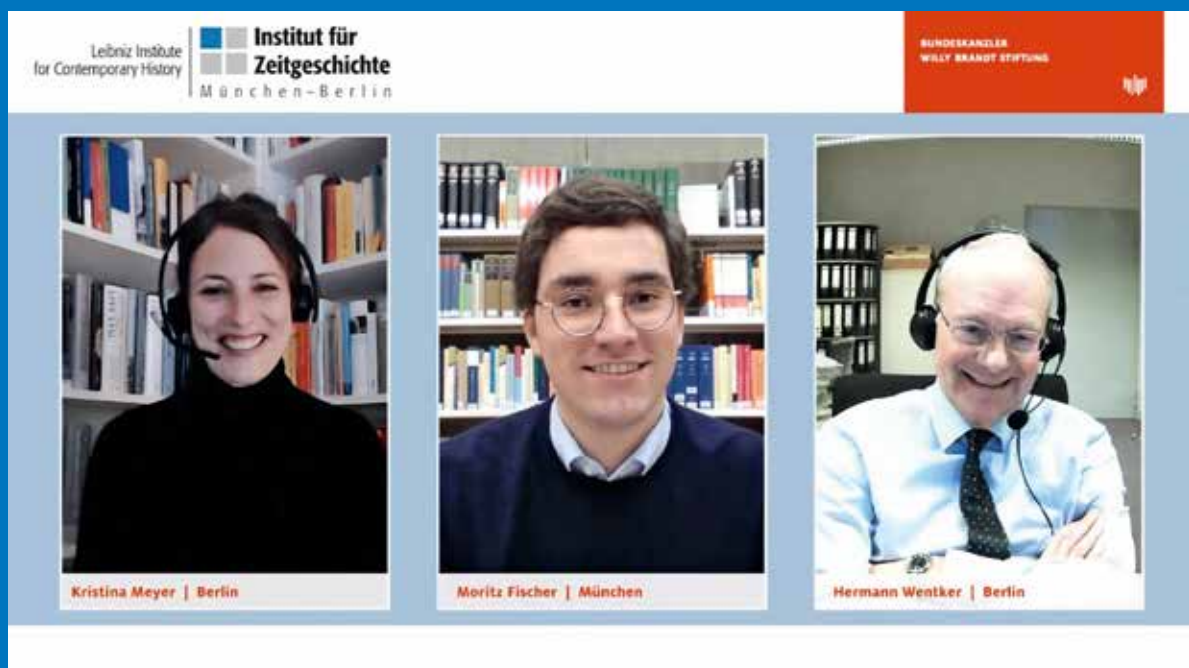 Leibniz Institute
for Contemporary History
Institut für
Zeitgeschichte
München–Berlin
BUNDESKANZLER
WILLY BRANDT STIFTUNG
Kristina Meyer | Berlin
Moritz Fischer | München
Hermann Wentker | Berlin